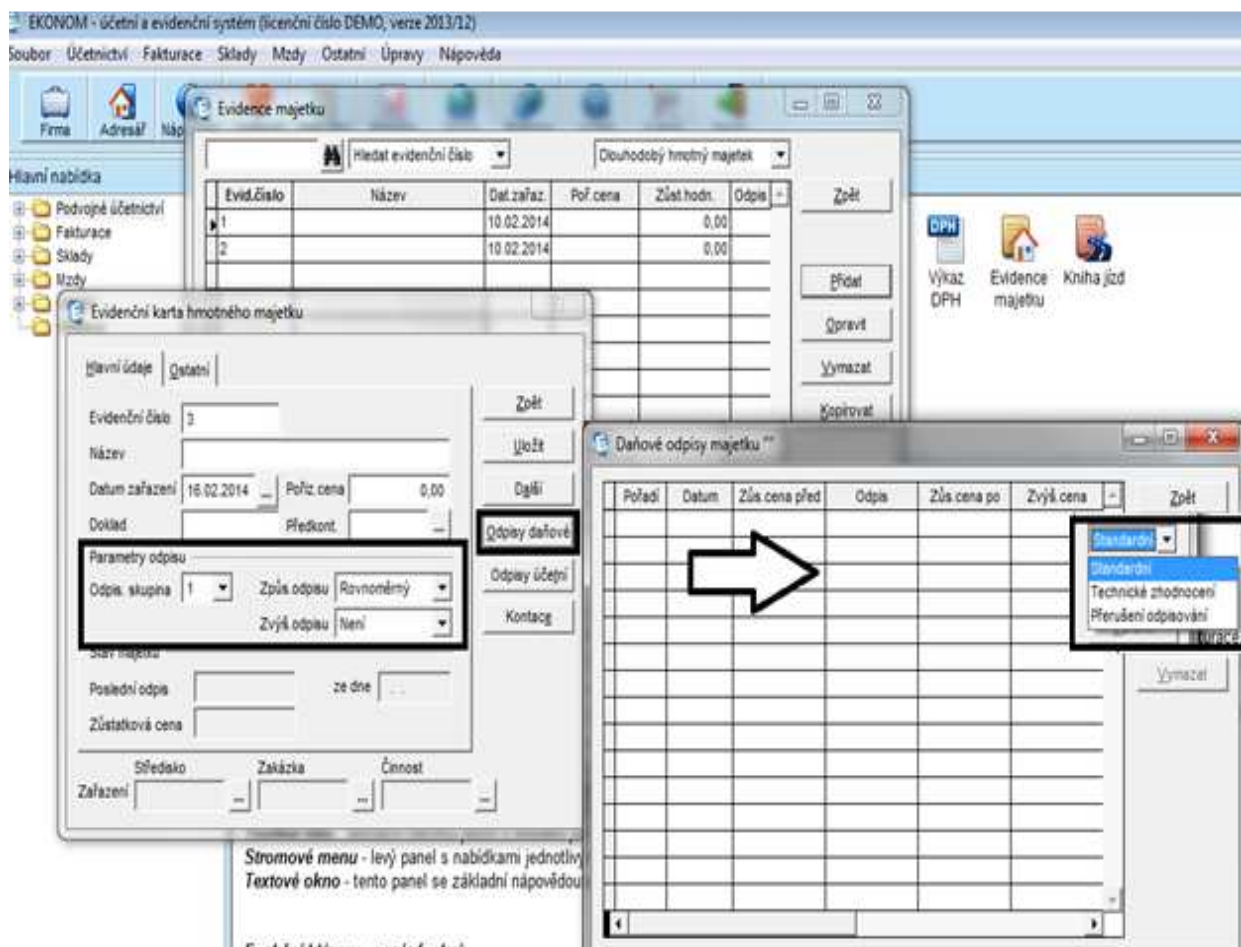 EKONOM - účetní a evidenční systém (licenční číslo DEMO, verze 2013/12)
Soubor Účetnictví Fakturace Sklady Mzdy Ostatní Úpravy Nápověda
Firma Adresář Náp
Hlavní nabídka
Podvojné účetnictví
Fakturace
Sklady
Mzdy
Evidence majetku
Hledat evidenční číslo Dlouhodobý hmotný majetek
Evid.číslo Název Dat.zařaz. Poř.cena Zůst.hodn. Odpis
1 10.02.2014 0,00
2 10.02.2014 0,00
Zpět
Přidat
Opravit
Vymazat
Kopírovat
Výkaz DPH
Evidence majetku
Kniha jízd
Evidenční karta hmotného majetku
Hlavní údaje Ostatní
Evidenční číslo 3
Název
Datum zařazení 16.02.2014 ... Poříz.cena 0,00
Doklad Předkont. ...
Parametry odpisu
Odpis. skupina 1 Způs.odpisu Rovnoměrný
Zvýš.odpisu Není
Stav majetku
Poslední odpis ze dne . .
Zůstatková cena
Středisko Zakázka Činnost
Zařazení ... ... ...
Zpět
Uložit
Další
Odpisy daňové
Odpisy účetní
Kontace
Daňové odpisy majetku ""
Pořadí Datum Zůs.cena před Odpis Zůs.cena po Zvýš.cena
Zpět
Standardní
Standardní
Technické zhodnocení
Přerušení odpisování
Vymazat
Stromové menu - levý panel s nabídkami jednotliv
Textové okno - tento panel se základní nápovědou